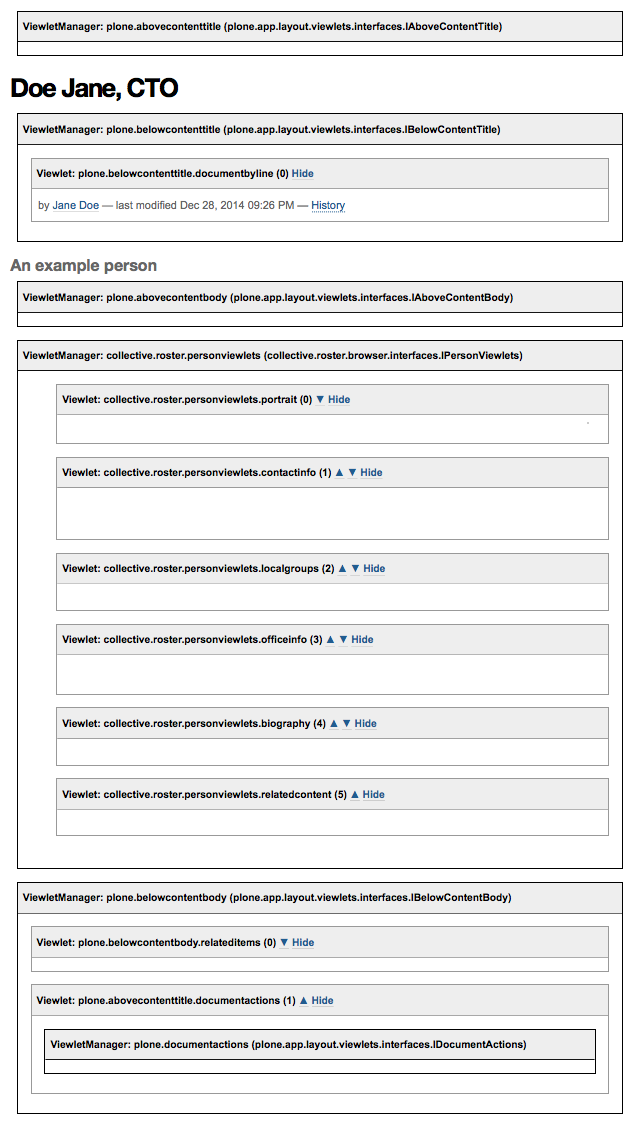 ViewletManager: plone.abovecontenttitle (plone.app.layout.viewlets.interfaces.IAboveContentTitle)
Doe Jane, CTO
ViewletManager: plone.belowcontenttitle (plone.app.layout.viewlets.interfaces.IBelowContentTitle)
Viewlet: plone.belowcontenttitle.documentbyline (0) Hide
by Jane Doe — last modified Dec 28, 2014 09:26 PM — History
An example person
ViewletManager: plone.abovecontentbody (plone.app.layout.viewlets.interfaces.IAboveContentBody)
ViewletManager: collective.roster.personviewlets (collective.roster.browser.interfaces.IPersonViewlets)
Viewlet: collective.roster.personviewlets.portrait (0) ▼ Hide
Viewlet: collective.roster.personviewlets.contactinfo (1) ▲ ▼ Hide
Viewlet: collective.roster.personviewlets.localgroups (2) ▲ ▼ Hide
Viewlet: collective.roster.personviewlets.officeinfo (3) ▲ ▼ Hide
Viewlet: collective.roster.personviewlets.biography (4) ▲ ▼ Hide
Viewlet: collective.roster.personviewlets.relatedcontent (5) ▲ Hide
ViewletManager: plone.belowcontentbody (plone.app.layout.viewlets.interfaces.IBelowContentBody)
Viewlet: plone.belowcontentbody.relateditems (0) ▼ Hide
Viewlet: plone.abovecontenttitle.documentactions (1) ▲ Hide
ViewletManager: plone.documentactions (plone.app.layout.viewlets.interfaces.IDocumentActions)